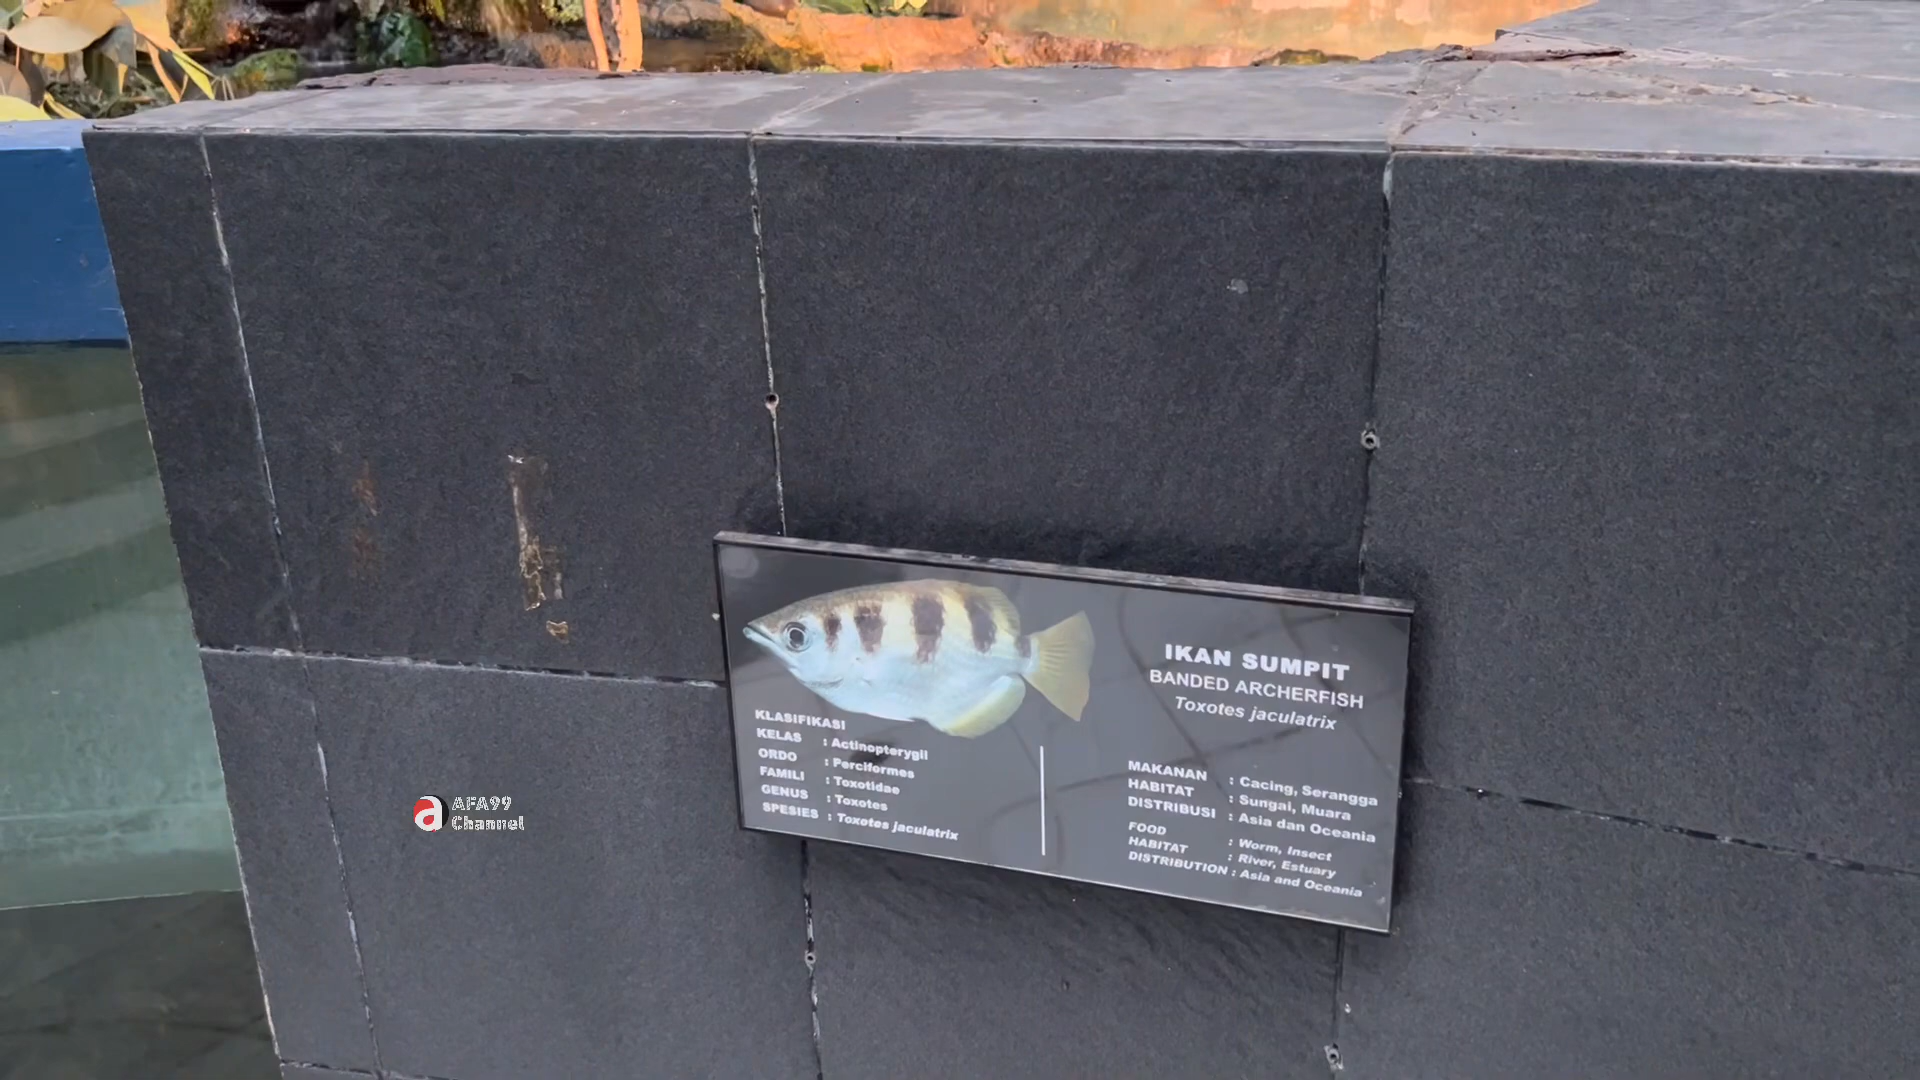 IKAN SUMPIT
BANDED ARCHERFISH
Toxotes jaculatrix
KLASIFIKASI
KELAS : Actinopterygii
ORDO : Perciformes
FAMILI : Toxotidae
GENUS : Toxotes
SPESIES : Toxotes jaculatrix
MAKANAN : Cacing, Serangga
HABITAT : Sungai, Muara
DISTRIBUSI : Asia dan Oceania
FOOD : Worm, Insect
HABITAT : River, Estuary
DISTRIBUTION : Asia and Oceania
a AFA99
Channel